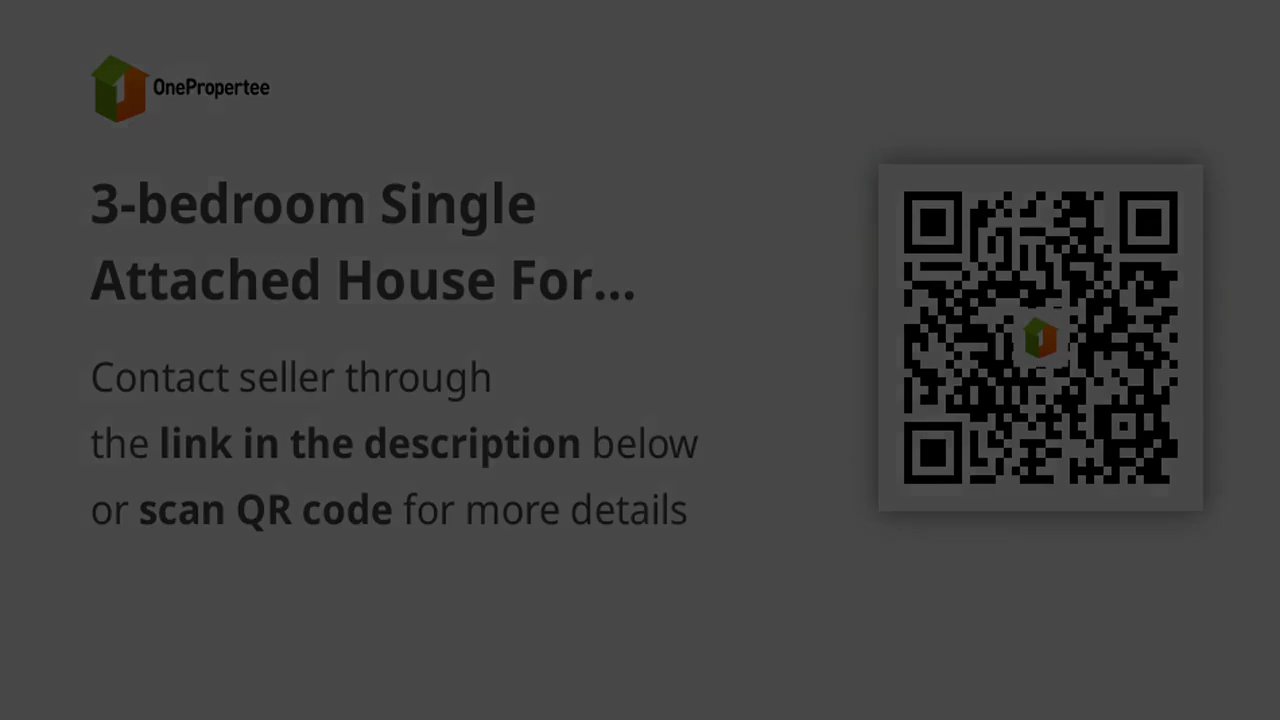 OnePropertee
3-bedroom Single
Attached House For...
Contact seller through
the link in the description below
or scan QR code for more details